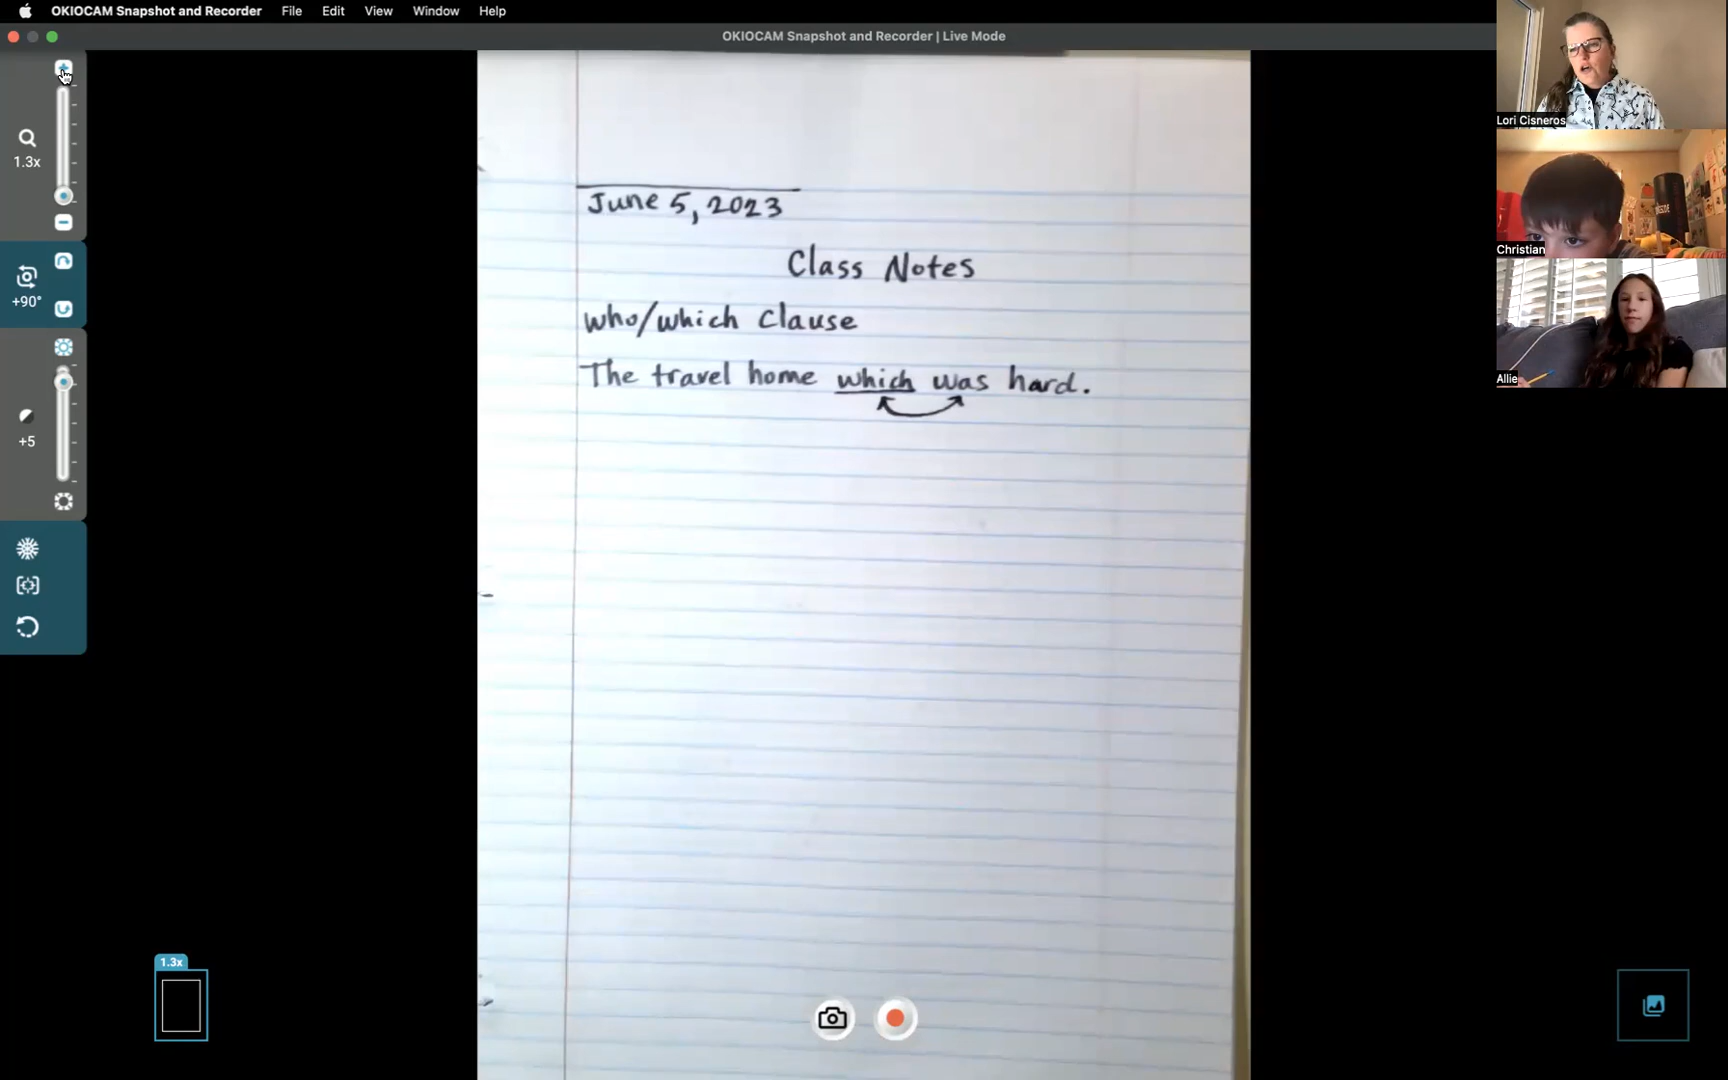 OKIOCAM Snapshot and Recorder File Edit View Window Help
OKIOCAM Snapshot and Recorder | Live Mode
Lori Cisneros
Christian
Allie
1.3x
+90°
+5
June 5, 2023
Class Notes
who/which Clause
The travel home which was hard.
1.3x